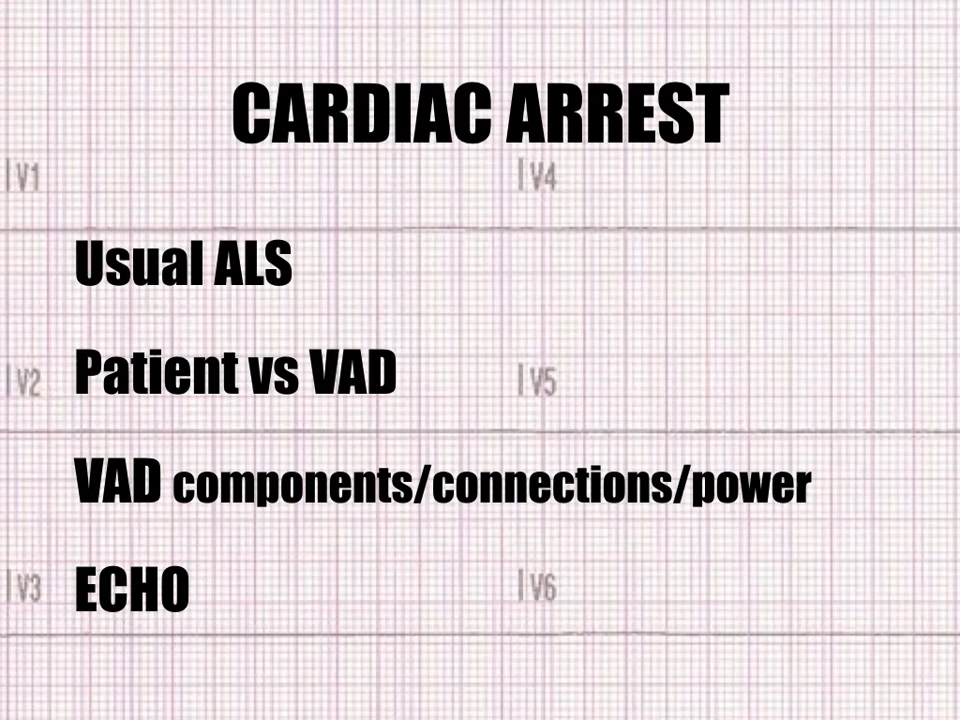 CARDIAC ARREST
V1
V4
Usual ALS
Patient vs VAD
V2
V5
VAD components/connections/power
V3
ECHO
V6